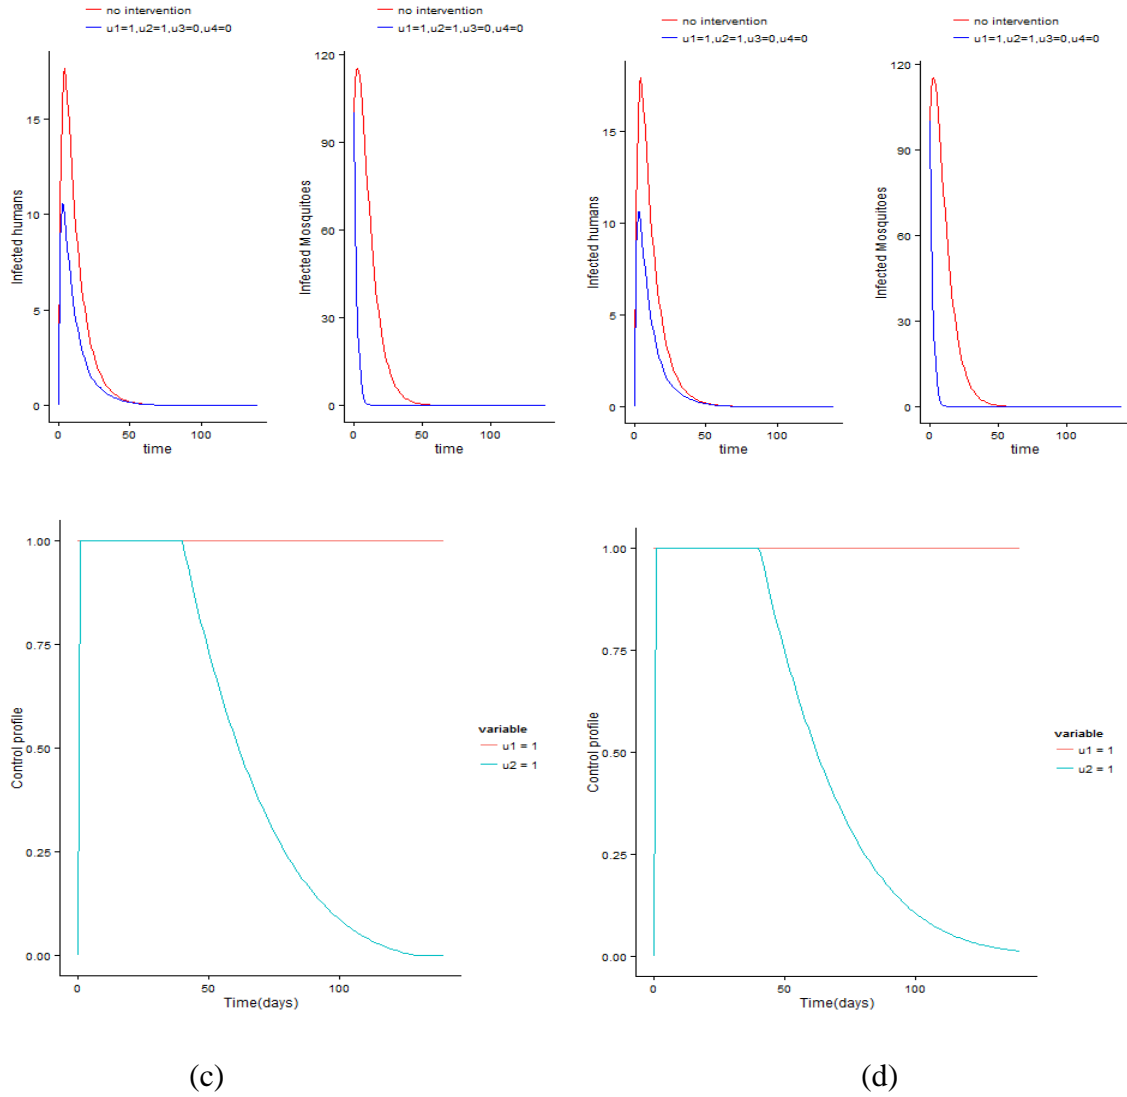 no intervention
u1=1,u2=1,u3=0,u4=0
no intervention
u1=1,u2=1,u3=0,u4=0
no intervention
u1=1,u2=1,u3=0,u4=0
no intervention
u1=1,u2=1,u3=0,u4=0
Infected humans
15
10
5
0
0
50
100
time
Infected Mosquitoes
120
90
60
30
0
0
50
100
time
Infected humans
15
10
5
0
0
50
100
time
Infected Mosquitoes
120
90
60
30
0
0
50
100
time
Control profile
1.00
0.75
0.50
0.25
0.00
0
50
100
Time(days)
variable
u1 = 1
u2 = 1
Control profile
1.00
0.75
0.50
0.25
0.00
0
50
100
Time(days)
variable
u1 = 1
u2 = 1
(c)
(d)